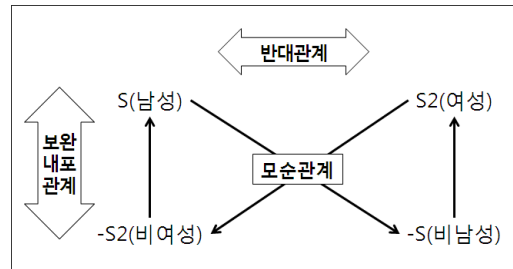 반대관계
S(남성)
S2(여성)
보완
내포
관계
모순관계
-S2(비여성)
-S(비남성)